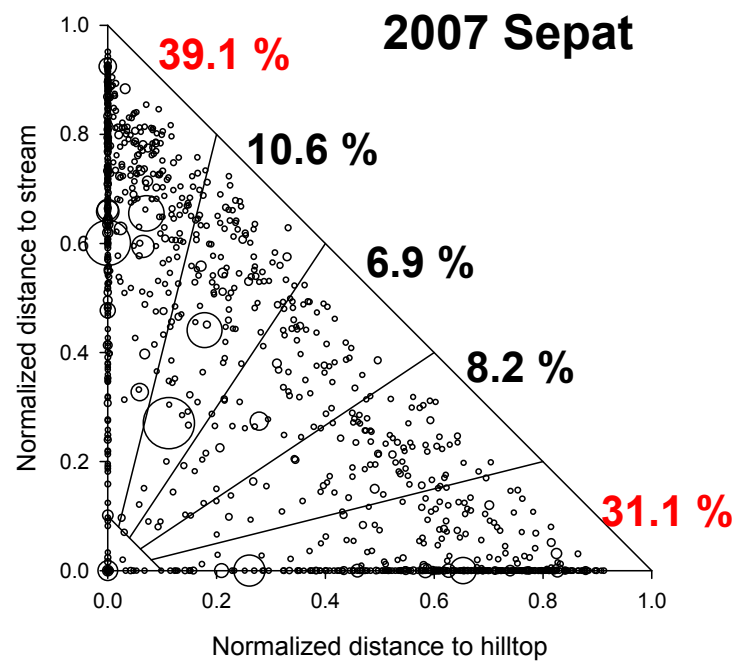 2007 Sepat
39.1 %
10.6 %
6.9 %
8.2 %
31.1 %
Normalized distance to stream
1.0
0.8
0.6
0.4
0.2
0.0
0.0 0.2 0.4 0.6 0.8 1.0
Normalized distance to hilltop